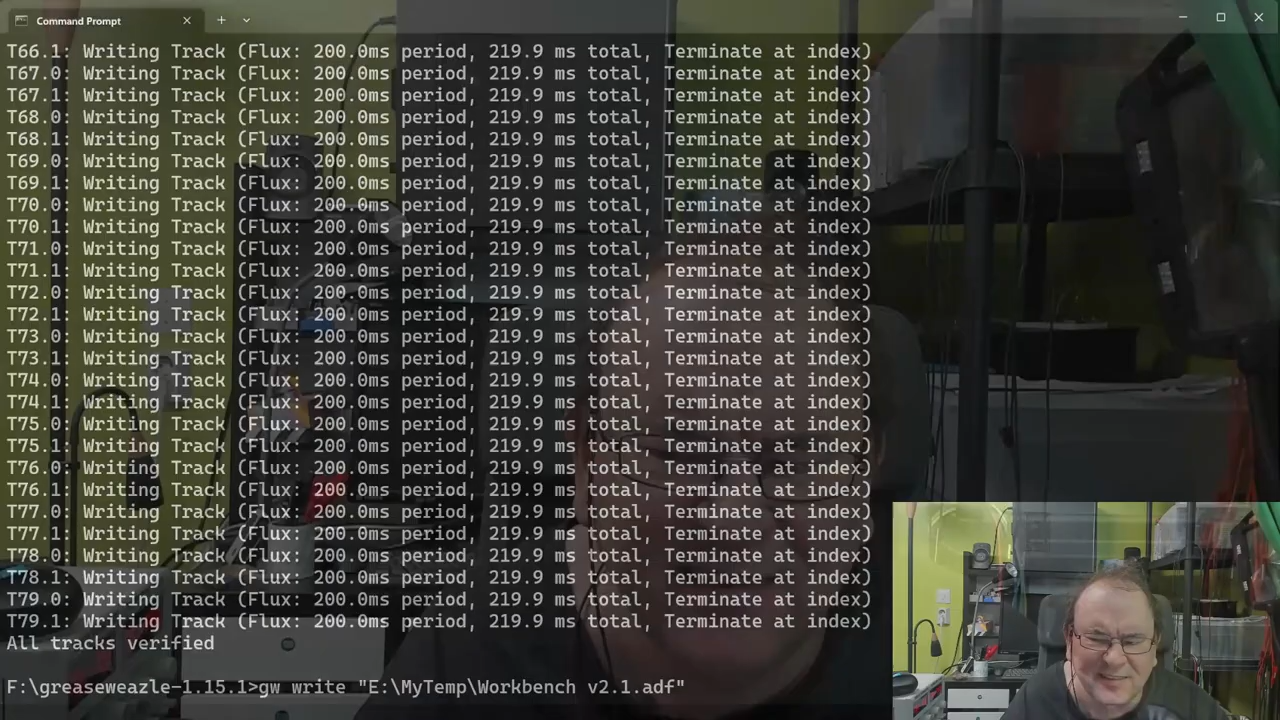 Command Prompt
T66.1: Writing Track (Flux: 200.0ms period, 219.9 ms total, Terminate at index)
T67.0: Writing Track (Flux: 200.0ms period, 219.9 ms total, Terminate at index)
T67.1: Writing Track (Flux: 200.0ms period, 219.9 ms total, Terminate at index)
T68.0: Writing Track (Flux: 200.0ms period, 219.9 ms total, Terminate at index)
T68.1: Writing Track (Flux: 200.0ms period, 219.9 ms total, Terminate at index)
T69.0: Writing Track (Flux: 200.0ms period, 219.9 ms total, Terminate at index)
T69.1: Writing Track (Flux: 200.0ms period, 219.9 ms total, Terminate at index)
T70.0: Writing Track (Flux: 200.0ms period, 219.9 ms total, Terminate at index)
T70.1: Writing Track (Flux: 200.0ms period, 219.9 ms total, Terminate at index)
T71.0: Writing Track (Flux: 200.0ms period, 219.9 ms total, Terminate at index)
T71.1: Writing Track (Flux: 200.0ms period, 219.9 ms total, Terminate at index)
T72.0: Writing Track (Flux: 200.0ms period, 219.9 ms total, Terminate at index)
T72.1: Writing Track (Flux: 200.0ms period, 219.9 ms total, Terminate at index)
T73.0: Writing Track (Flux: 200.0ms period, 219.9 ms total, Terminate at index)
T73.1: Writing Track (Flux: 200.0ms period, 219.9 ms total, Terminate at index)
T74.0: Writing Track (Flux: 200.0ms period, 219.9 ms total, Terminate at index)
T74.1: Writing Track (Flux: 200.0ms period, 219.9 ms total, Terminate at index)
T75.0: Writing Track (Flux: 200.0ms period, 219.9 ms total, Terminate at index)
T75.1: Writing Track (Flux: 200.0ms period, 219.9 ms total, Terminate at index)
T76.0: Writing Track (Flux: 200.0ms period, 219.9 ms total, Terminate at index)
T76.1: Writing Track (Flux: 200.0ms period, 219.9 ms total, Terminate at index)
T77.0: Writing Track (Flux: 200.0ms period, 219.9 ms total, Terminate at index)
T77.1: Writing Track (Flux: 200.0ms period, 219.9 ms total, Terminate at index)
T78.0: Writing Track (Flux: 200.0ms period, 219.9 ms total, Terminate at index)
T78.1: Writing Track (Flux: 200.0ms period, 219.9 ms total, Terminate at index)
T79.0: Writing Track (Flux: 200.0ms period, 219.9 ms total, Terminate at index)
T79.1: Writing Track (Flux: 200.0ms period, 219.9 ms total, Terminate at index)
All tracks verified
F:\greaseweazle-1.15.1>gw write "E:\MyTemp\Workbench v2.1.adf"